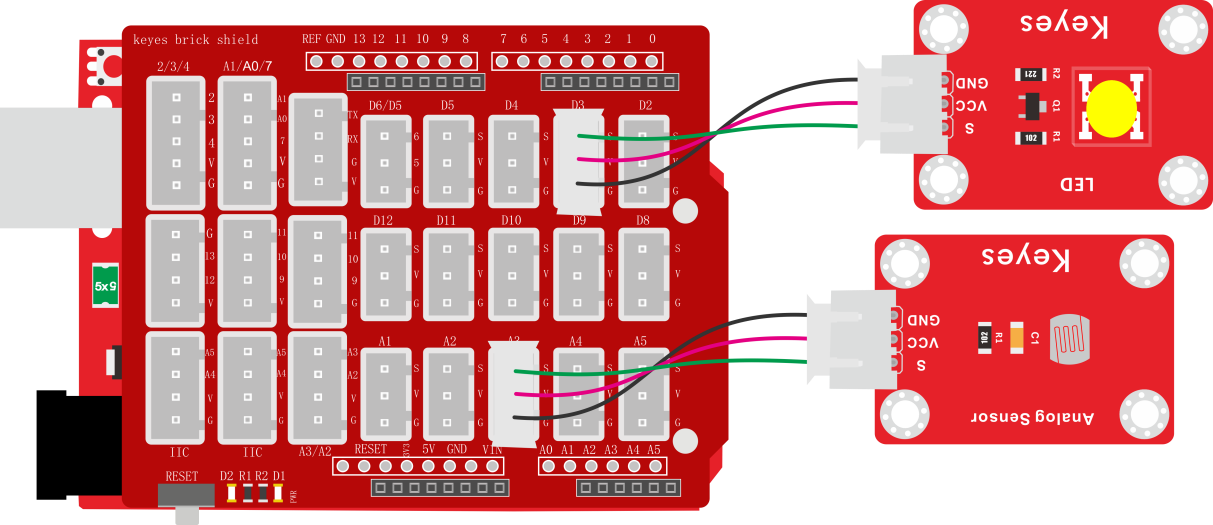 keyes brick shield
REF GND 13 12 11 10 9 8
7 6 5 4 3 2 1 0
2/3/4
A1/A0/7
2
3
4
V
G
A1
A0
7
V
G
TX
RX
G
V
D6/D5
D5
D4
D3
D2
6
5
G
S
V
G
S
V
G
S
V
G
S
V
G
G
13
12
V
11
10
9
V
11
10
9
G
D12
D11
D10
D9
D8
S
V
G
S
V
G
S
V
G
S
V
G
S
V
G
A5
A4
V
G
A5
A4
V
G
A3
A2
V
G
A1
A2
A3
A4
A5
S
V
G
S
V
G
S
V
G
S
V
G
S
V
G
IIC
IIC
A3/A2
RESET 3V3 5V GND VIN
A0 A1 A2 A3 A4 A5
RESET
D2 R1 R2 D1
PWR
5x5
Keyes
GND
VCC
S
R2
221
Q1
R1
102
LED
Keyes
GND
VCC
S
102
R1
C1
Analog Sensor